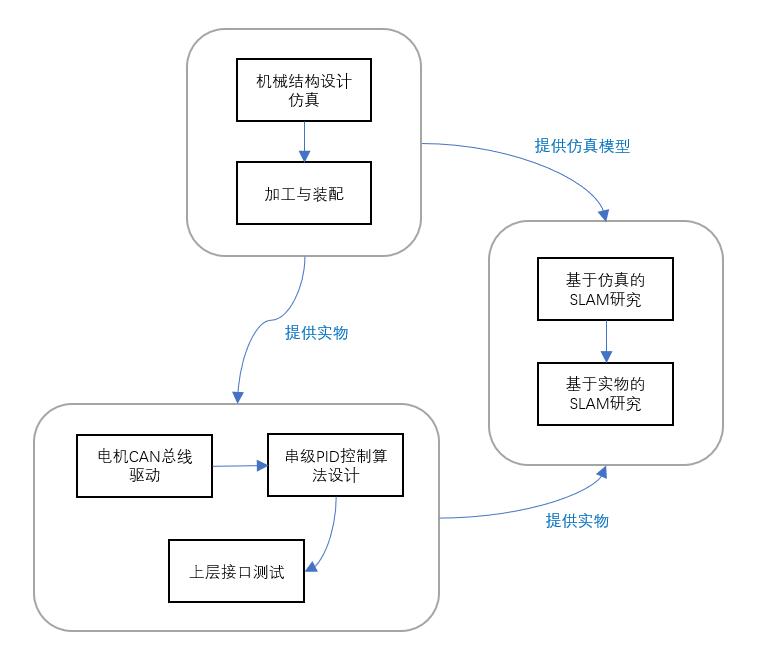 机械结构设计
仿真
加工与装配
提供仿真模型
基于仿真的
SLAM研究
基于实物的
SLAM研究
提供实物
电机CAN总线
驱动
串级PID控制算
法设计
上层接口测试
提供实物